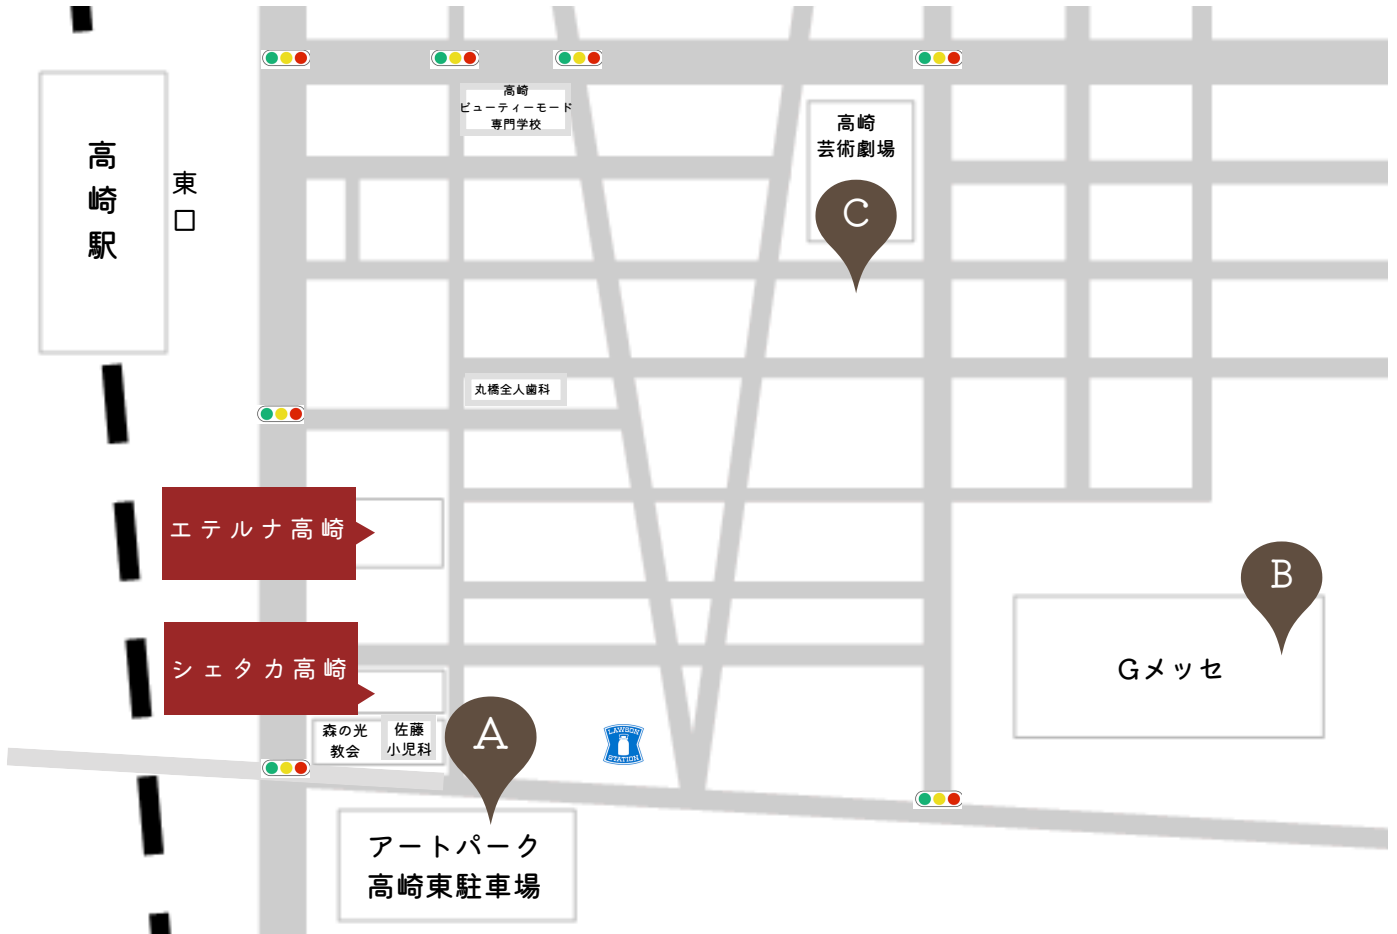 高崎
ビューティーモード
専門学校
高崎
芸術劇場
高崎駅
東口
C
丸橋全人歯科
エテルナ高崎
B
シェタカ高崎
Gメッセ
森の光
教会
佐藤
小児科
A
LAWSON
STATION
アートパーク
高崎東駐車場